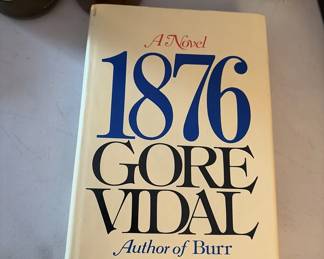 A Novel
1876
GORE
VIDAL
Author of Burr